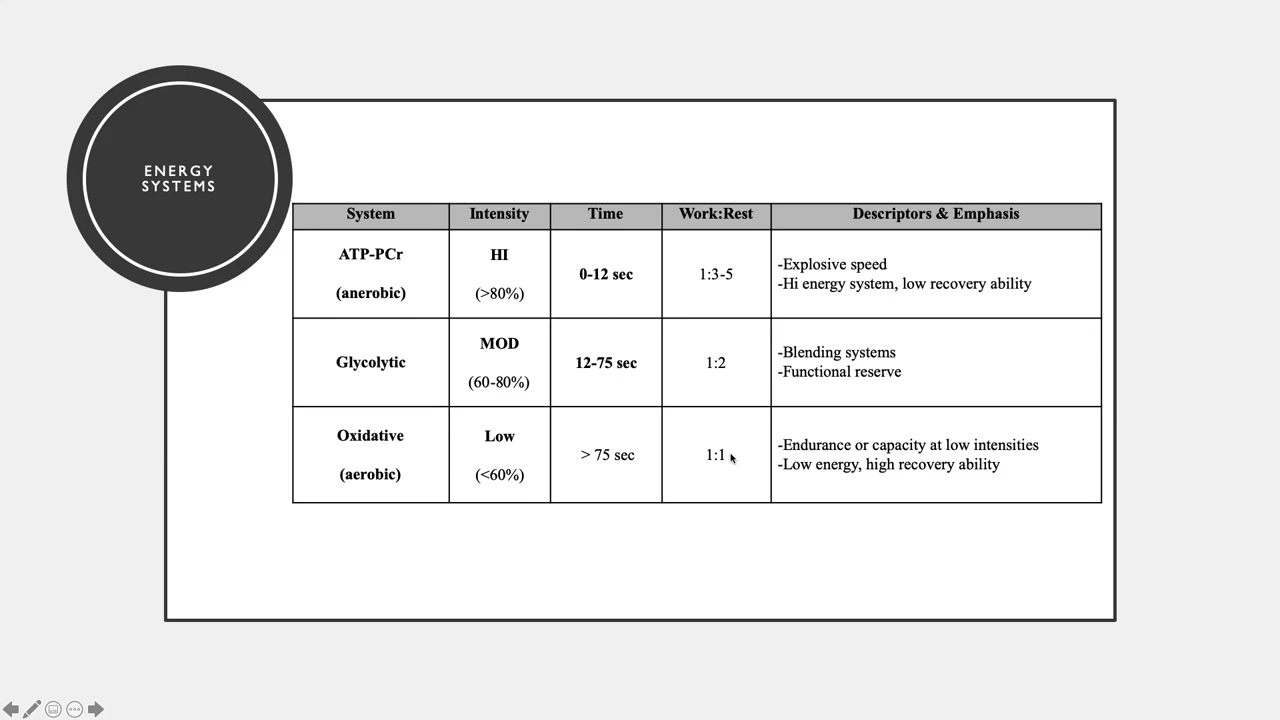 ENERGY
SYSTEMS
System Intensity Time Work:Rest Descriptors & Emphasis
ATP-PCr
(anerobic)
HI
(>80%)
0-12 sec
1:3-5
-Explosive speed
-Hi energy system, low recovery ability
Glycolytic
MOD
(60-80%)
12-75 sec
1:2
-Blending systems
-Functional reserve
Oxidative
(aerobic)
Low
(<60%)
> 75 sec
1:1
-Endurance or capacity at low intensities
-Low energy, high recovery ability